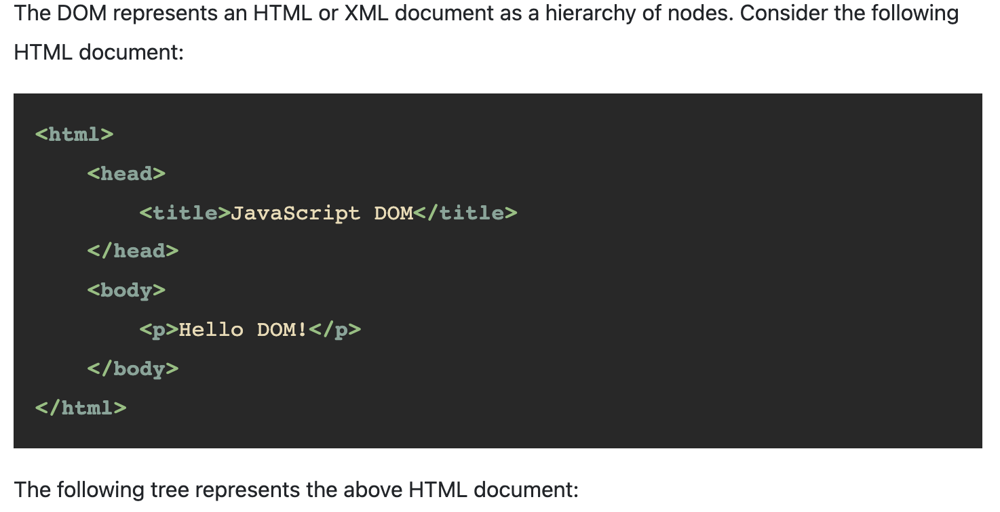 The DOM represents an HTML or XML document as a hierarchy of nodes. Consider the following
HTML document:
<html>
    <head>
        <title>JavaScript DOM</title>
    </head>
    <body>
        <p>Hello DOM!</p>
    </body>
</html>
The following tree represents the above HTML document: